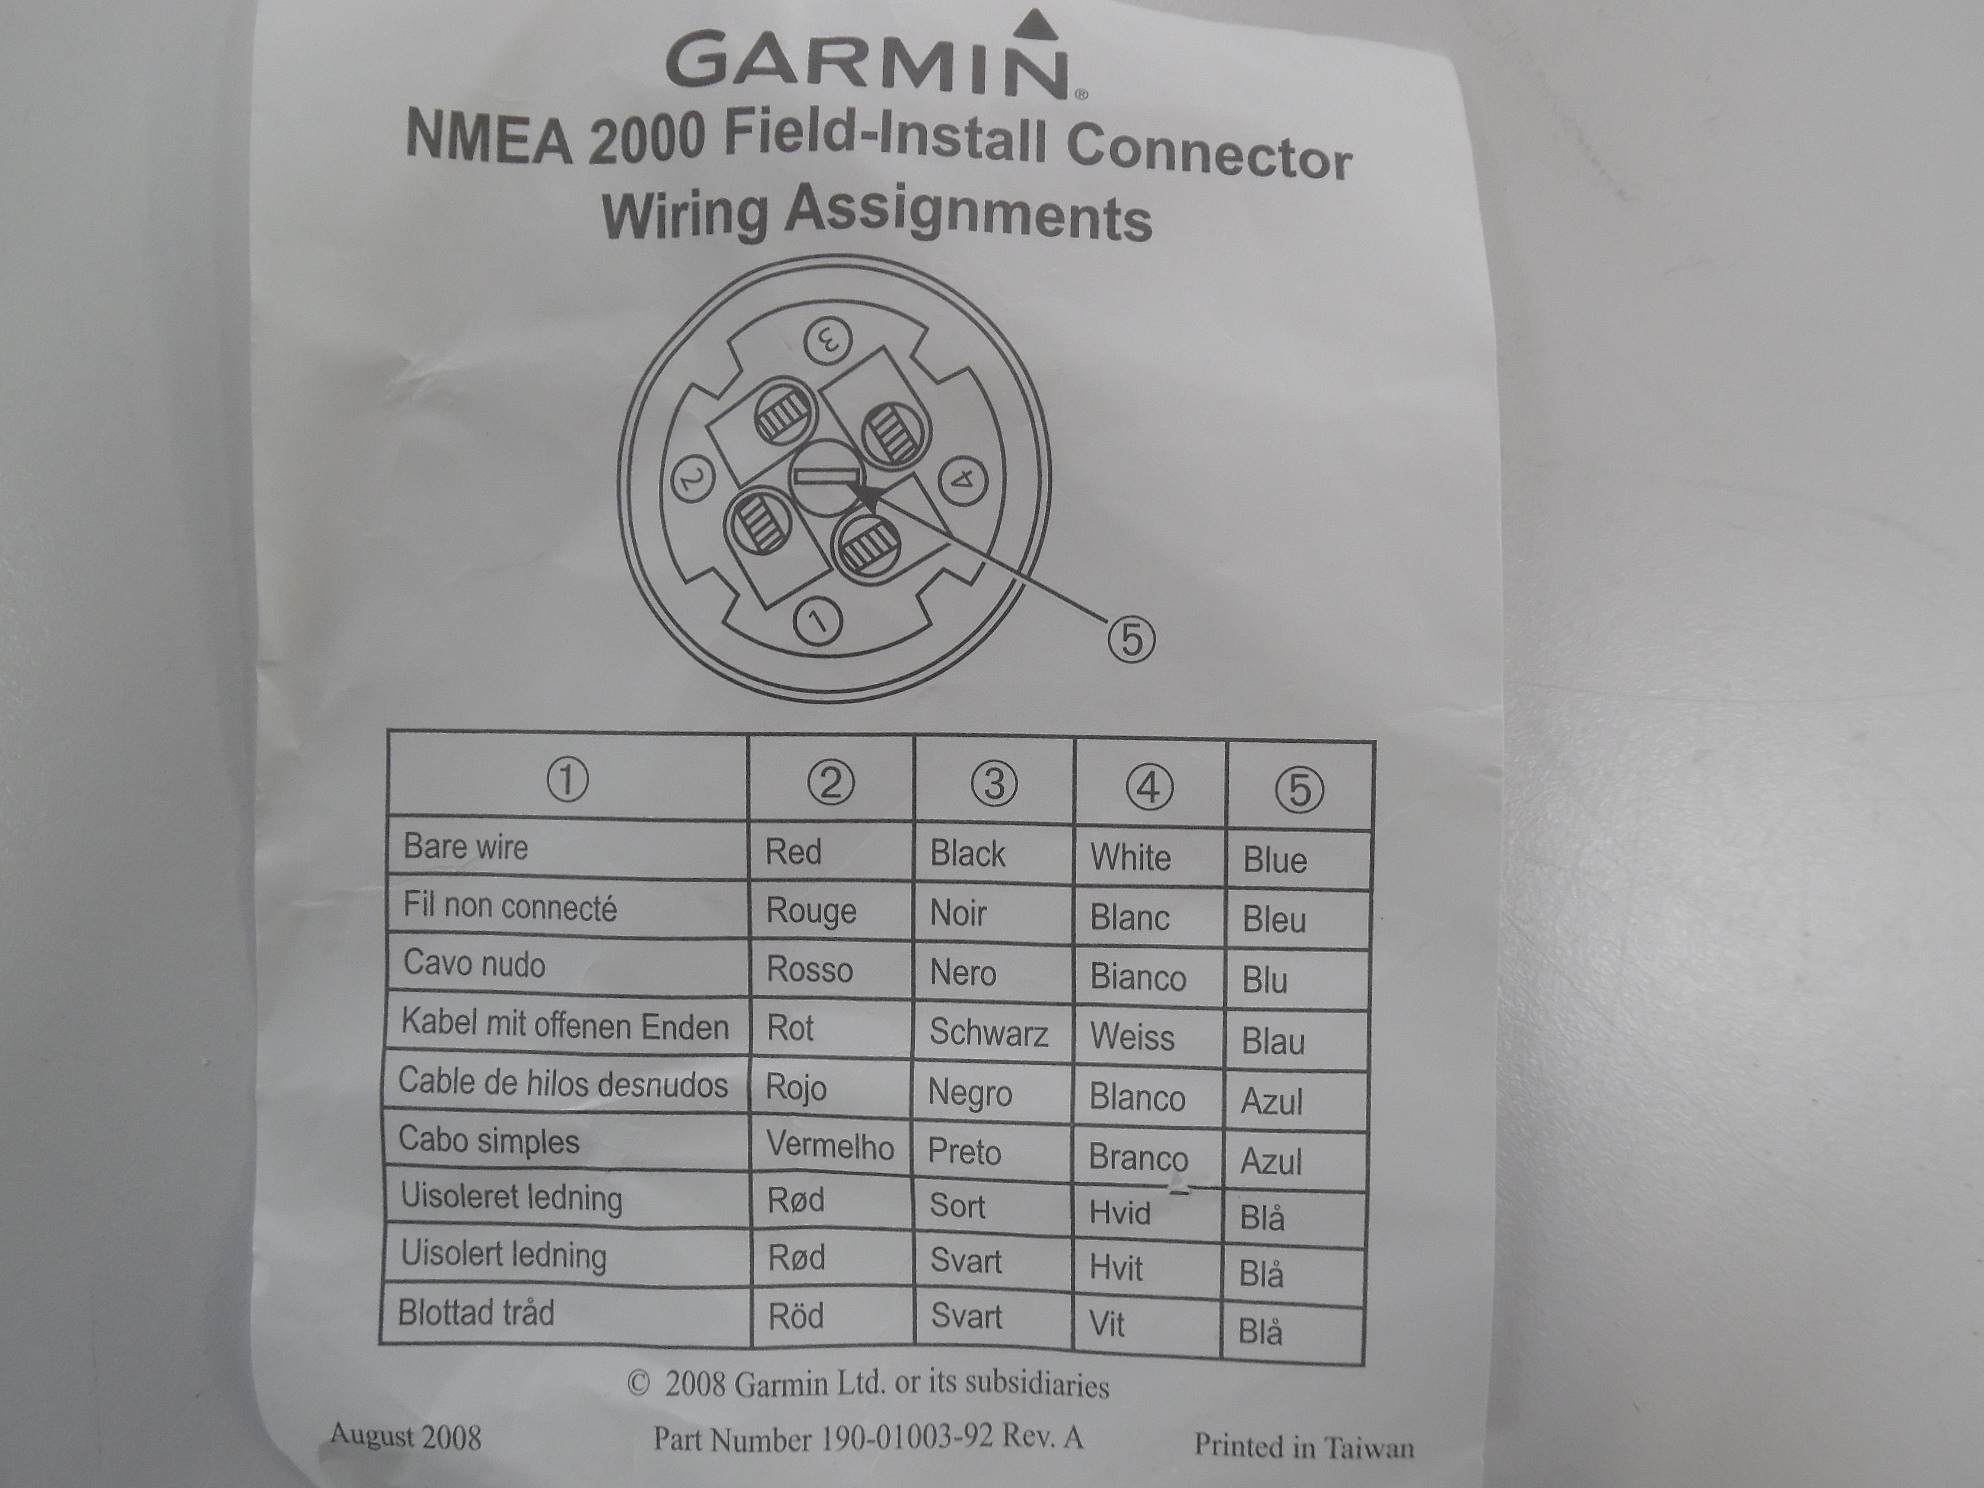 GARMIN®
NMEA 2000 Field-Install Connector
Wiring Assignments
3
2
4
1
5
1 2 3 4 5
Bare wire Red Black White Blue
Fil non connecté Rouge Noir Blanc Bleu
Cavo nudo Rosso Nero Bianco Blu
Kabel mit offenen Enden Rot Schwarz Weiss Blau
Cable de hilos desnudos Rojo Negro Blanco Azul
Cabo simples Vermelho Preto Branco Azul
Uisoleret ledning Rød Sort Hvid Blå
Uisolert ledning Rød Svart Hvit Blå
Blottad tråd Röd Svart Vit Blå
© 2008 Garmin Ltd. or its subsidiaries
August 2008 Part Number 190-01003-92 Rev. A Printed in Taiwan